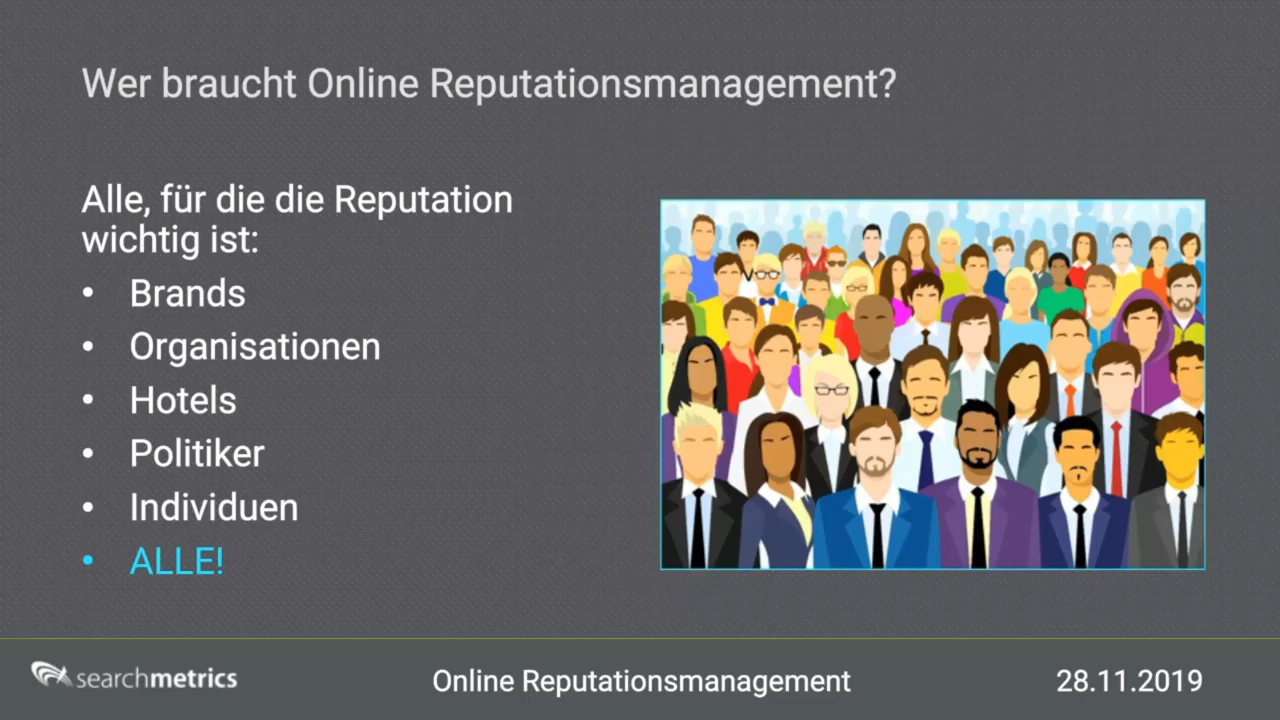 Wer braucht Online Reputationsmanagement?
Alle, für die die Reputation
wichtig ist:
• Brands
• Organisationen
• Hotels
• Politiker
• Individuen
• ALLE!
searchmetrics
Online Reputationsmanagement
28.11.2019